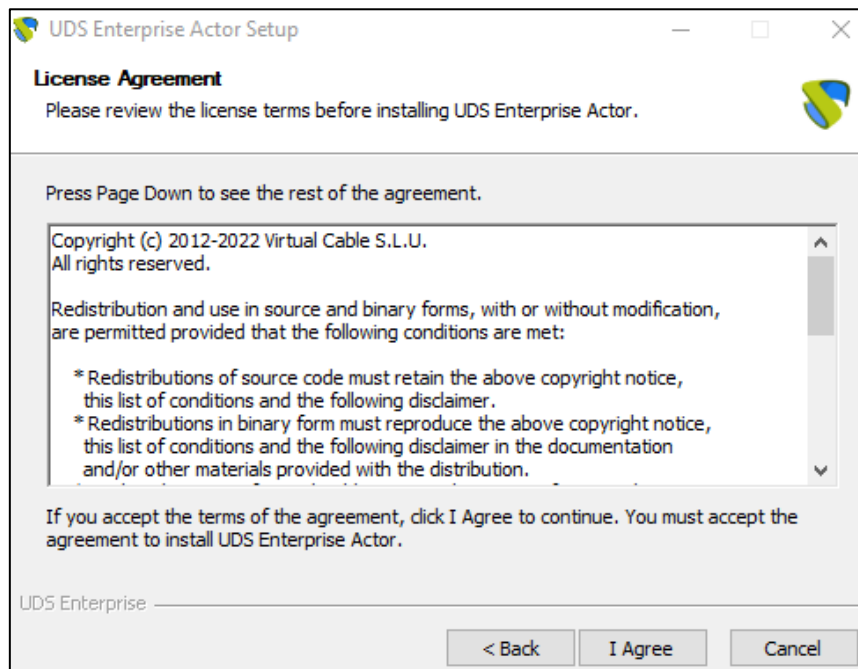 UDS Enterprise Actor Setup
License Agreement
Please review the license terms before installing UDS Enterprise Actor.
Press Page Down to see the rest of the agreement.
Copyright (c) 2012-2022 Virtual Cable S.L.U.
All rights reserved.
Redistribution and use in source and binary forms, with or without modification,
are permitted provided that the following conditions are met:
* Redistributions of source code must retain the above copyright notice,
this list of conditions and the following disclaimer.
* Redistributions in binary form must reproduce the above copyright notice,
this list of conditions and the following disclaimer in the documentation
and/or other materials provided with the distribution.
If you accept the terms of the agreement, click I Agree to continue. You must accept the
agreement to install UDS Enterprise Actor.
UDS Enterprise
< Back
I Agree
Cancel